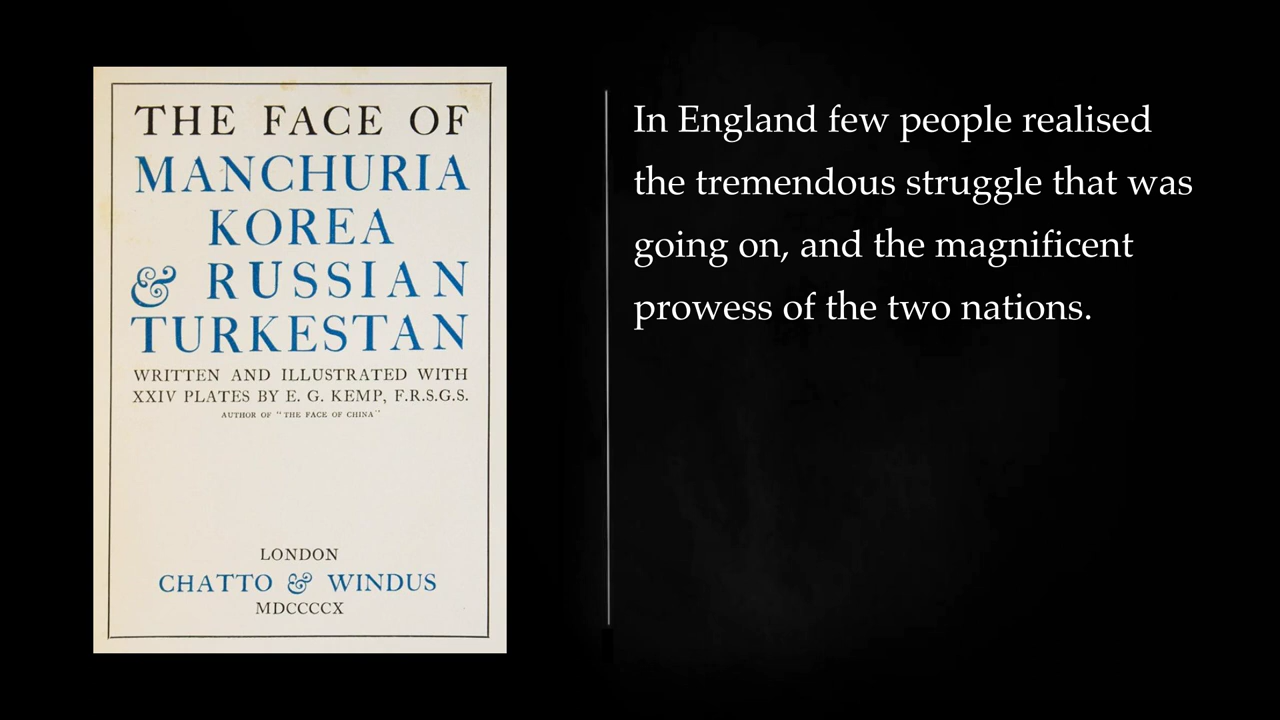 THE FACE OF
MANCHURIA
KOREA
& RUSSIAN
TURKESTAN
WRITTEN AND ILLUSTRATED WITH
XXIV PLATES BY E. G. KEMP, F.R.S.G.S.
AUTHOR OF "THE FACE OF CHINA"
LONDON
CHATTO & WINDUS
MDCCCCX
In England few people realised
the tremendous struggle that was
going on, and the magnificent
prowess of the two nations.